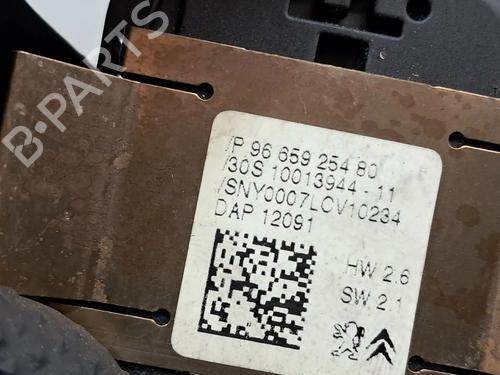 /P 96 659 254 80
/30S 10013944-11
/SNY0007LCV10234
DAP 12091
HW 2.6
SW 2.1
B-PARTS